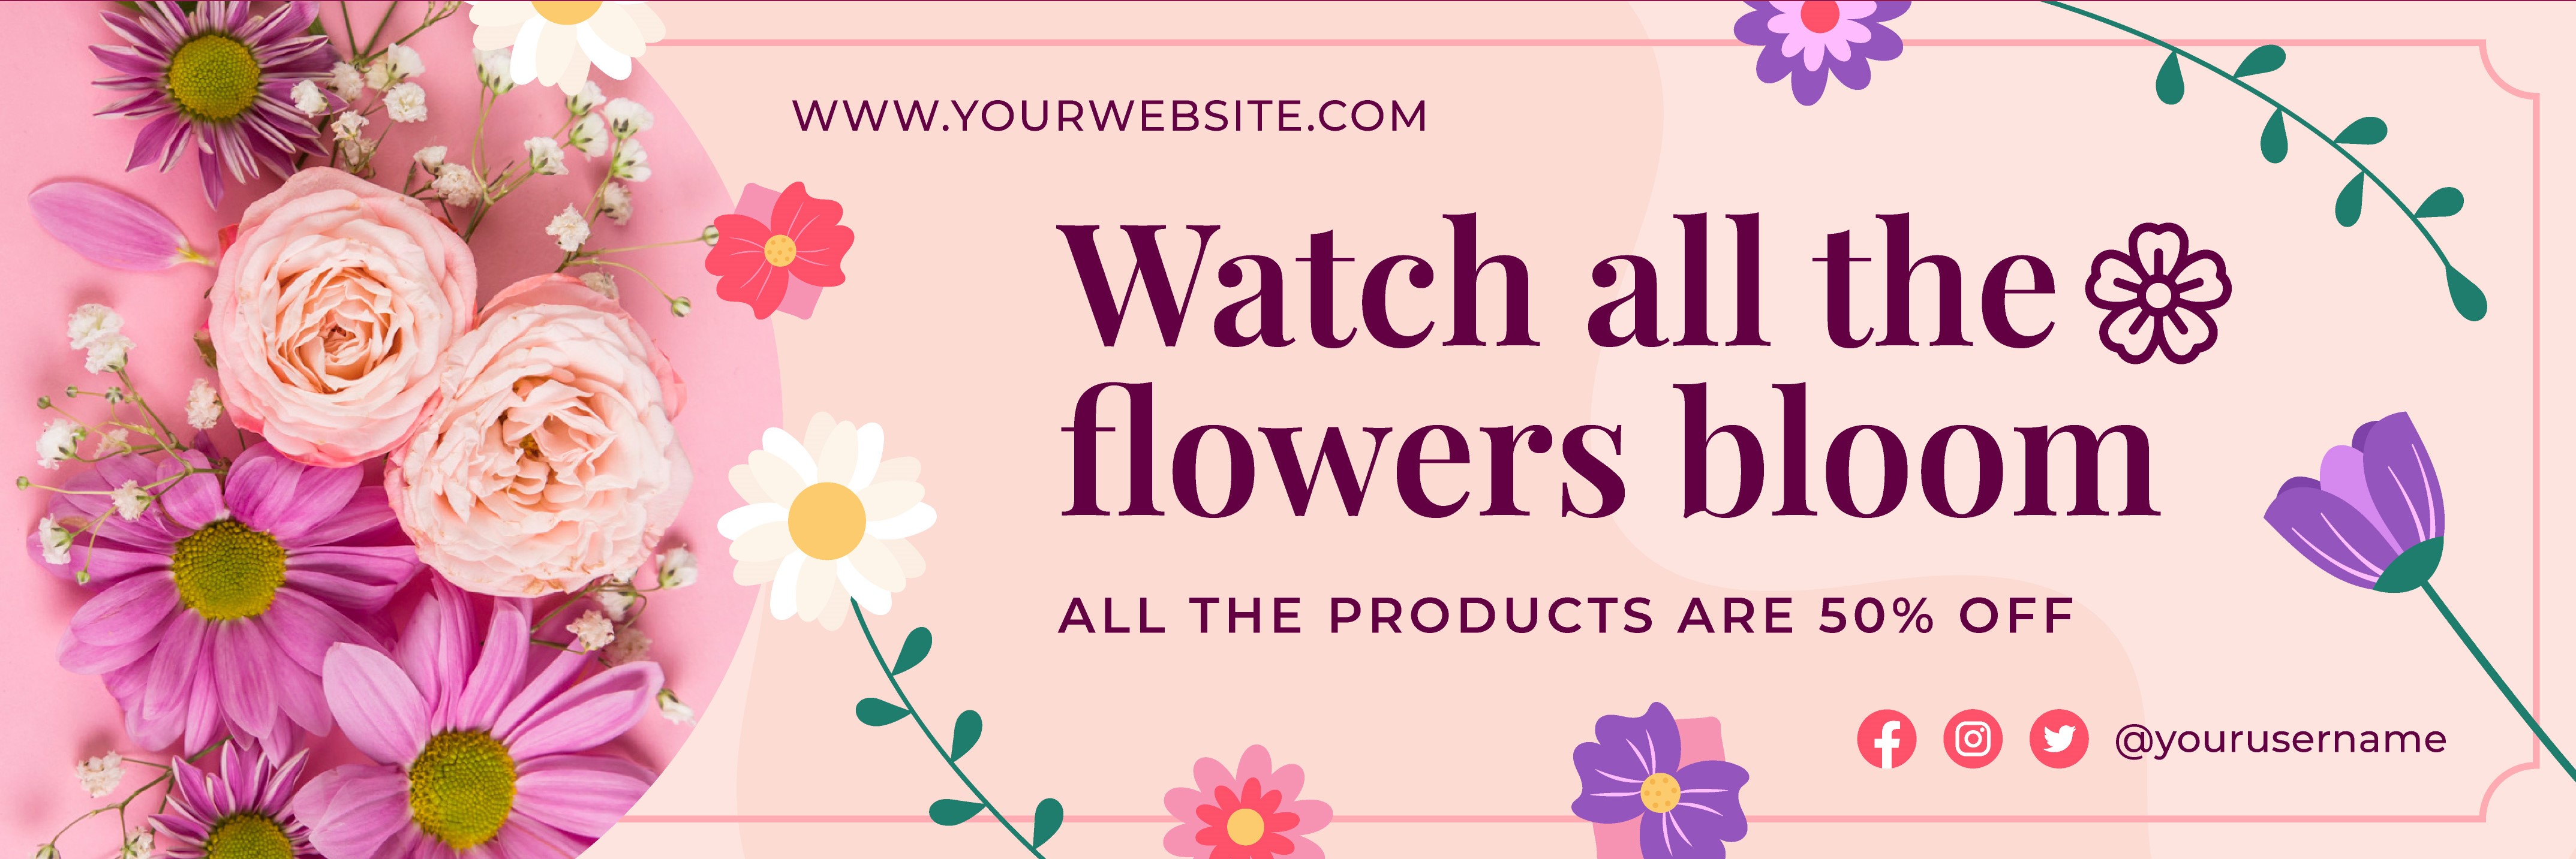 WWW.YOURWEBSITE.COM
Watch all the
flowers bloom
ALL THE PRODUCTS ARE 50% OFF
@yourusername